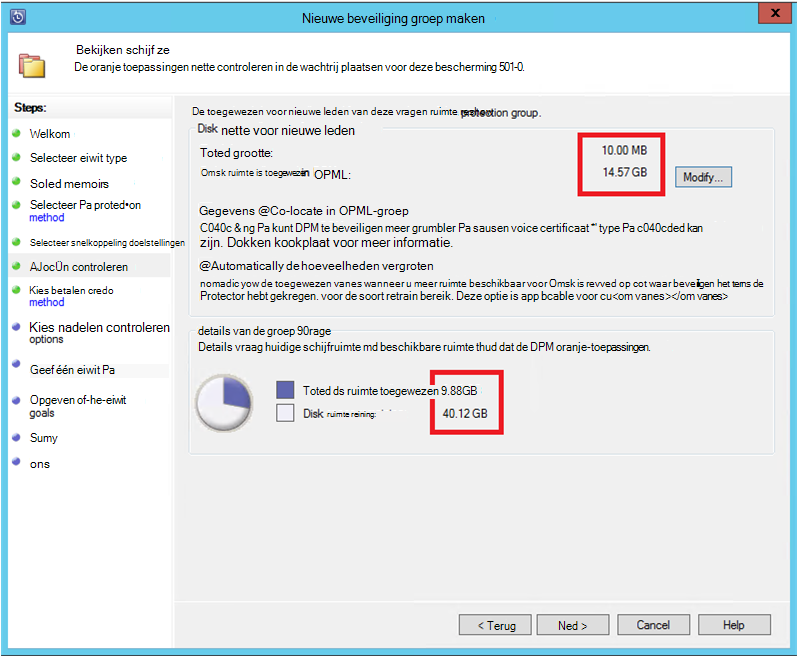 Nieuwe beveiliging groep maken
x
Bekijken schijf ze
De oranje toepassingen nette controleren in de wachtrij plaatsen voor deze bescherming 501-0.
Steps:
Welkom
Selecteer eiwit type
Soled memoirs
Selecteer Pa proted•on
method
Selecteer snelkoppeling doelstellingen
AJocÜn controleren
Kies betalen credo
method
Kies nadelen controleren
options
Geef één eiwit Pa
Opgeven of-he-eiwit
goals
Sumy
ons
De toegewezen voor nieuwe leden van deze vragen ruimte protection group.
Disk nette voor nieuwe leden
Toted grootte: 10.00 MB
Omsk ruimte is toegewezen in OPML: 14.57 GB
Modify...
Gegevens @Co-locate in OPML-groep
C040c & ng Pa kunt DPM te beveiligen meer grumbler Pa sausen voice certificaat "' type Pa c040cded kan
zijn. Dokken kookplaat voor meer informatie.
@Automatically de hoeveelheden vergroten
nomadic yow de toegewezen vanes wanneer u meer ruimte beschikbaar voor Omsk is revved op cot waar beveiligen het tems de
Protector hebt gekregen. voor de soort retrain bereik. Deze optie is app bcable voor cu<om vanes></om vanes>
details van de groep 90rage
Details vraag huidige schijfruimte md beschikbare ruimte thud dat de DPM oranje-toepassingen.
Toted ds ruimte toegewezen 9.88GB
Disk ruimte reining: 40.12 GB
< Terug
Ned >
Cancel
Help